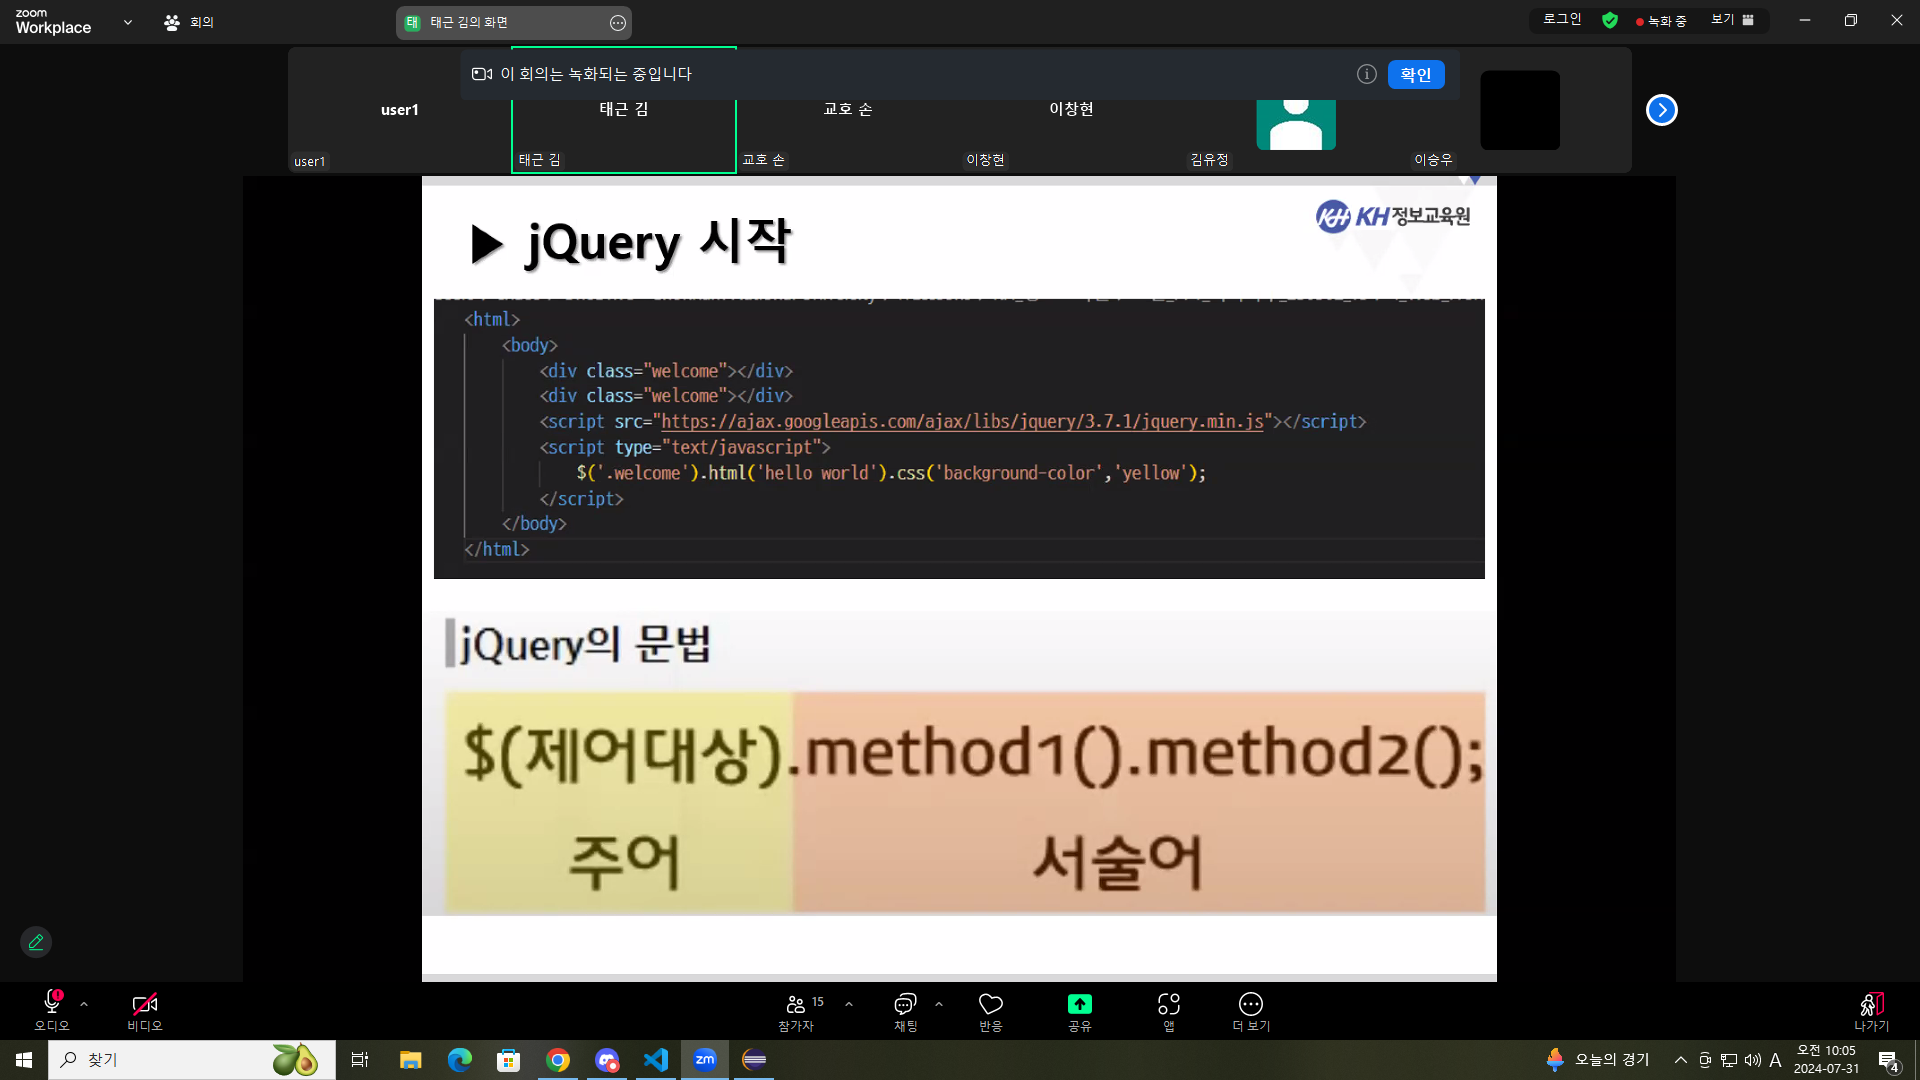 zoom
Workplace
회의
태
태근 김의 화면
로그인
녹화 중
보기
이 회의는 녹화되는 중입니다
확인
user1
태근 김
교호 손
이창현
user1
태근 김
교호 손
이창현
김유정
이승우
▶ jQuery 시작
KH KH정보교육원
<html>
<body>
<div class="welcome"></div>
<div class="welcome"></div>
<script src="https://ajax.googleapis.com/ajax/libs/jquery/3.7.1/jquery.min.js"></script>
<script type="text/javascript">
$('.welcome').html('hello world').css('background-color','yellow');
</script>
</body>
</html>
jQuery의 문법
$(제어대상).method1().method2();
주어 서술어
오디오
비디오
15
참가자
채팅
반응
공유
앱
더 보기
나가기
찾기
zm
오늘의 경기
A
오전 10:05
2024-07-31
4